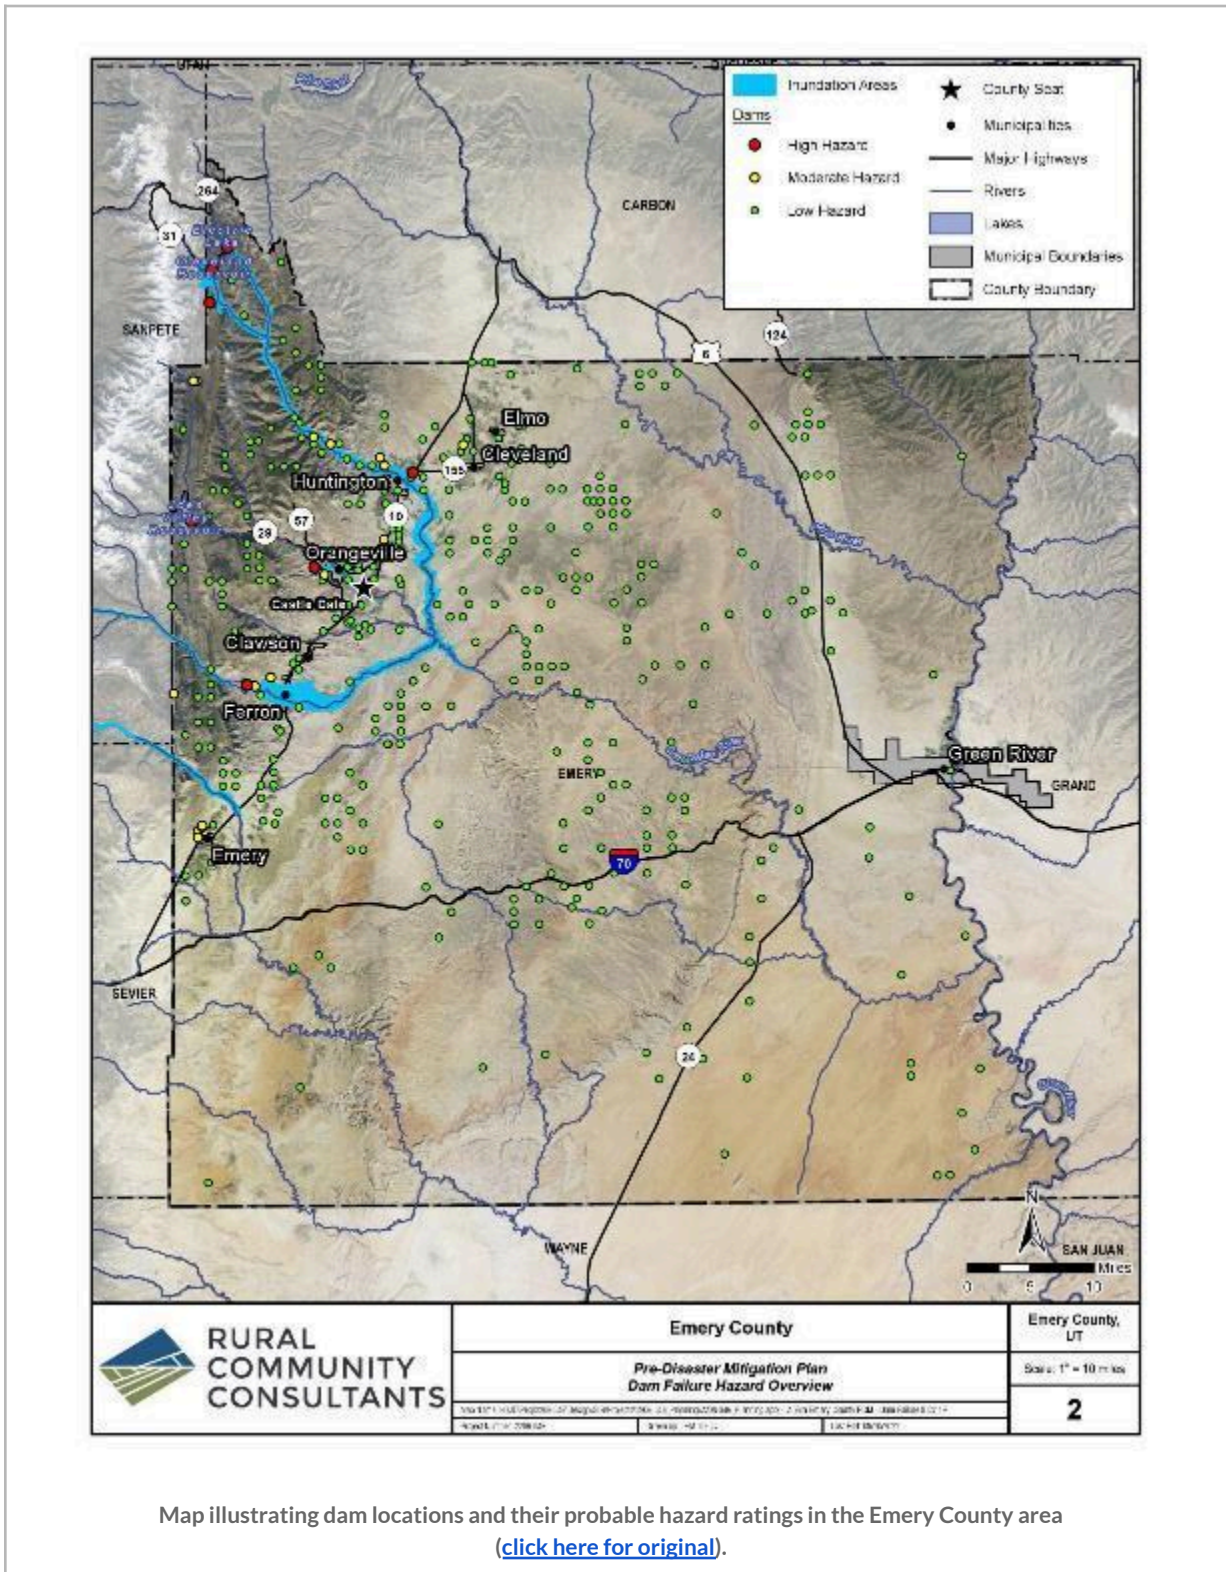 UTAH
Inundation Areas
Dams
High Hazard
Moderate Hazard
Low Hazard
County Seat
Municipalities
Major Highways
Rivers
Lakes
Municipal Boundaries
County Boundary
264
CARBON
31
SANPETE
124
6
Elmo
Cleveland
155
Huntington
10
57
29
Orangeville
Castle Dale
Clawson
Ferron
EMERY
Green River
GRAND
Emery
70
SEVIER
24
N
WAYNE
SAN JUAN
Miles
0 5 10
RURAL
COMMUNITY
CONSULTANTS
Emery County
Pre-Disaster Mitigation Plan
Dam Failure Hazard Overview
Emery County,
UT
Scale: 1" = 10 miles
2
Map illustrating dam locations and their probable hazard ratings in the Emery County area
(click here for original).